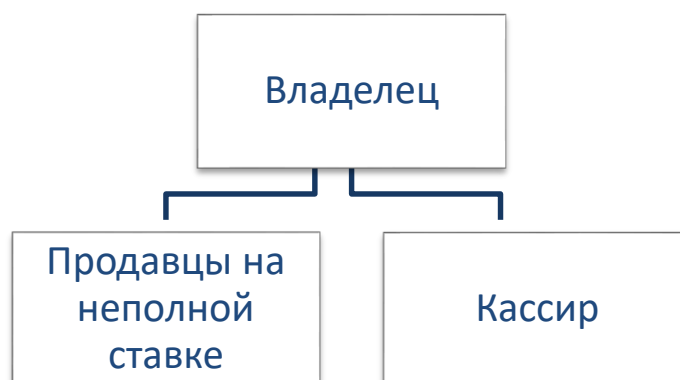 Владелец
Продавцы на
неполной
ставке
Кассир